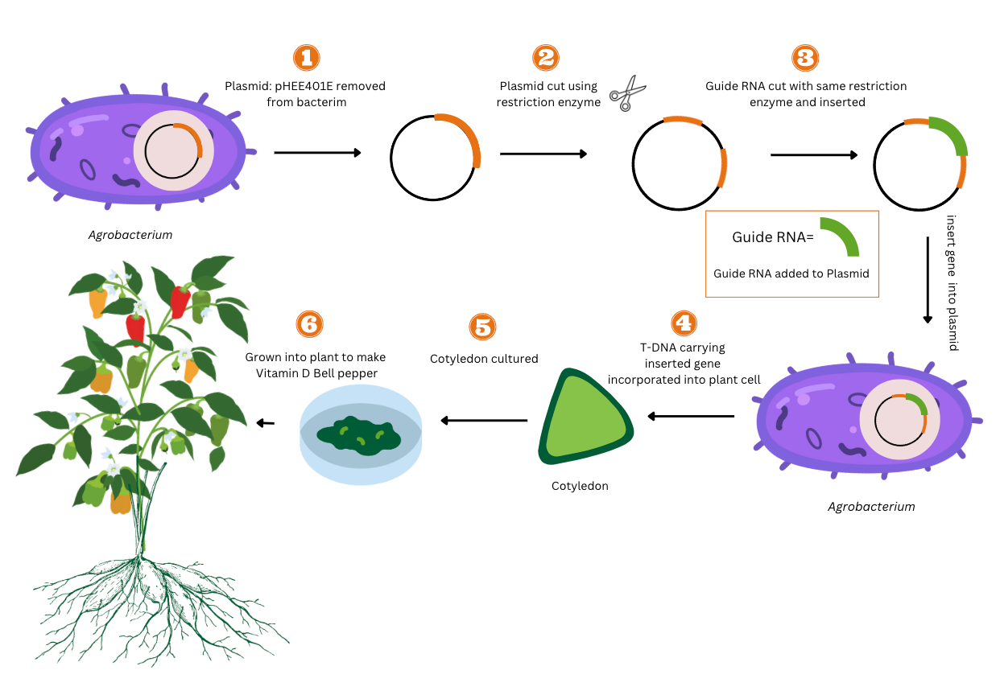 1
Plasmid: pHEE401E removed
from bacterim
2
Plasmid cut using
restriction enzyme
3
Guide RNA cut with same restriction
enzyme and inserted
Agrobacterium
Guide RNA=
Guide RNA added to Plasmid
insert gene into plasmid
4
T-DNA carrying
inserted gene
incorporated into plant cell
Agrobacterium
Cotyledon
5
Cotyledon cultured
6
Grown into plant to make
Vitamin D Bell pepper